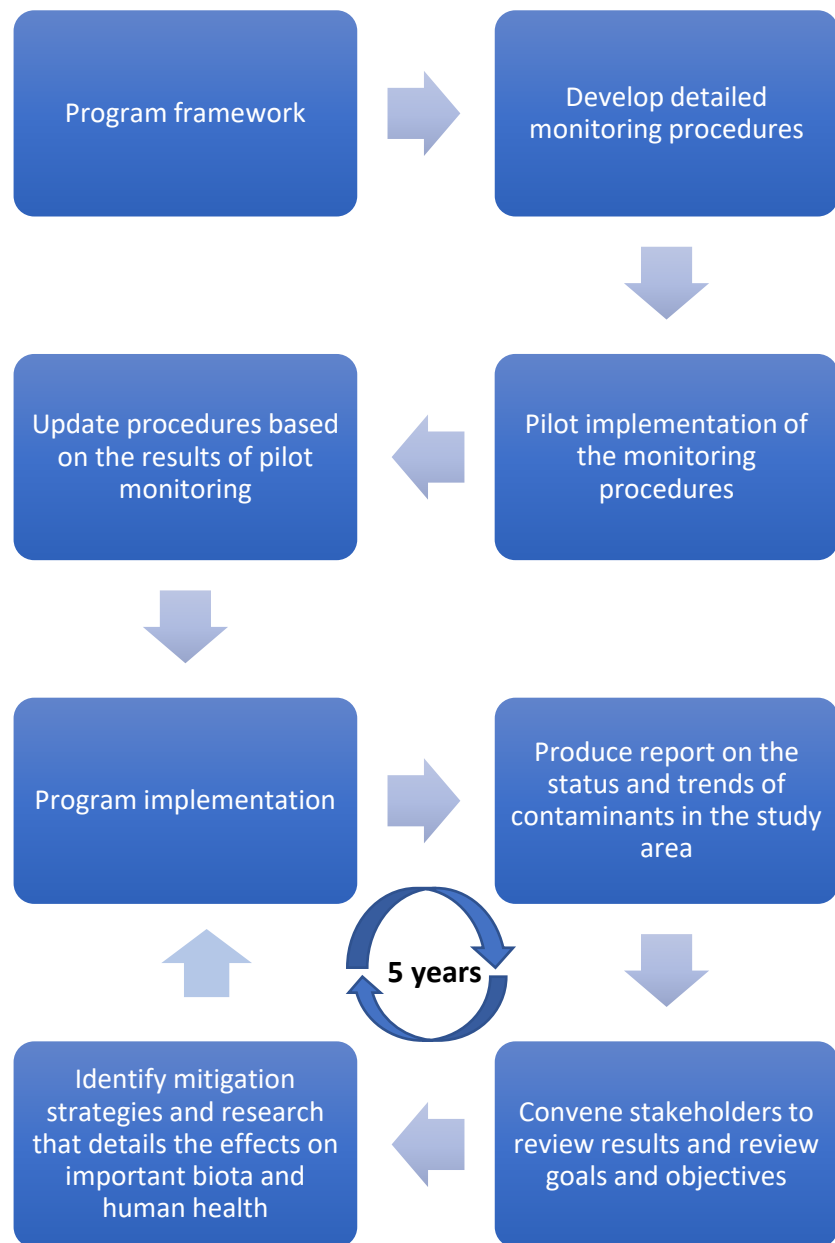 Program framework
Develop detailed
monitoring procedures
Update procedures based
on the results of pilot
monitoring
Pilot implementation of
the monitoring
procedures
Program implementation
Produce report on the
status and trends of
contaminants in the study
area
5 years
Identify mitigation
strategies and research
that details the effects on
important biota and
human health
Convene stakeholders to
review results and review
goals and objectives